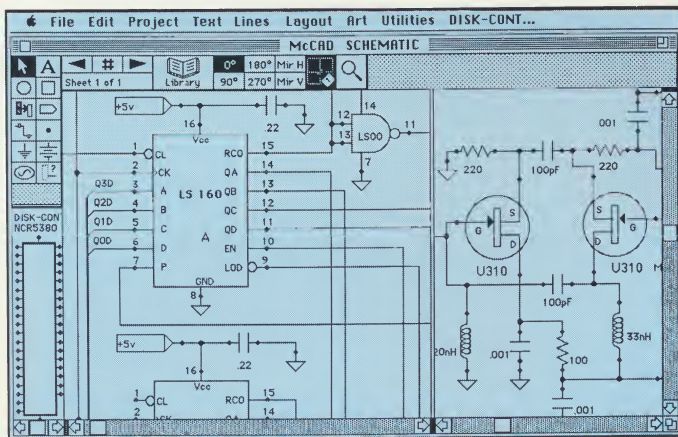 File Edit Project Text Lines Layout Art Utilities DISK-CONT...
McCAD SCHEMATIC
A # 0° 180° Mir H
Sheet 1 of 1 Library 90° 270° Mir V
?
DISK-CON
NCR5380
+5v
16
Vcc
.22
1 CL RCO 15
2 CK QA 14
Q3D 3 A LS 160 QB 13
Q2D 4 B QC 12
Q1D 5 C QD 11
Q0D 6 D A EN 10
7 P LOD 9
GND
8
+5v
16
Vcc
.22
1 CL RCO 15
2 CK QA 14
14
12
13
LS00
11
7
.001
220
100pF
220
S
G
D
U310
S
G
D
U310
100pF
20nH
.001
100
33nH
.001